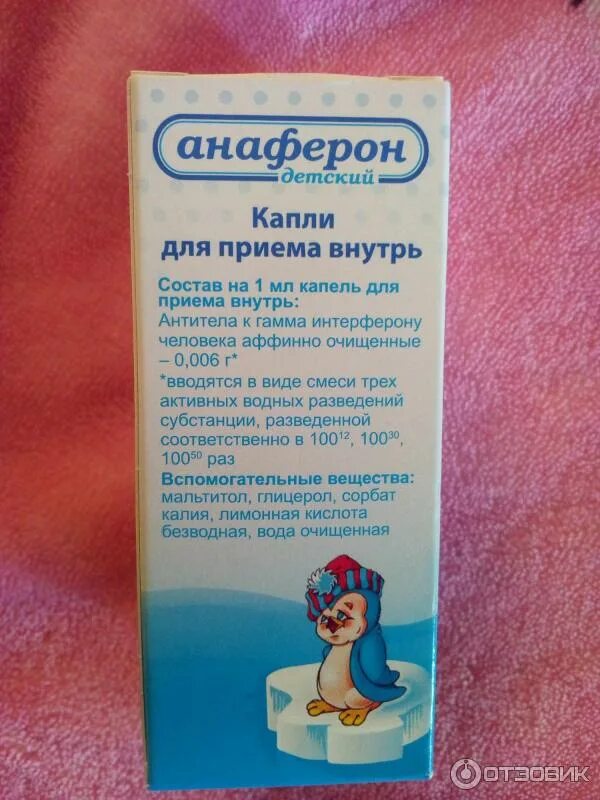 анаферон
детский
Капли
для приема внутрь
Состав на 1 мл капель для
приема внутрь:
Антитела к гамма интерферону
человека аффинно очищенные
– 0,006 г*
*вводятся в виде смеси трех
активных водных разведений
субстанции, разведенной
соответственно в 100¹², 100³⁰,
100⁵⁰ раз
Вспомогательные вещества:
мальтитол, глицерол, сорбат
калия, лимонная кислота
безводная, вода очищенная
ОТЗОВИК